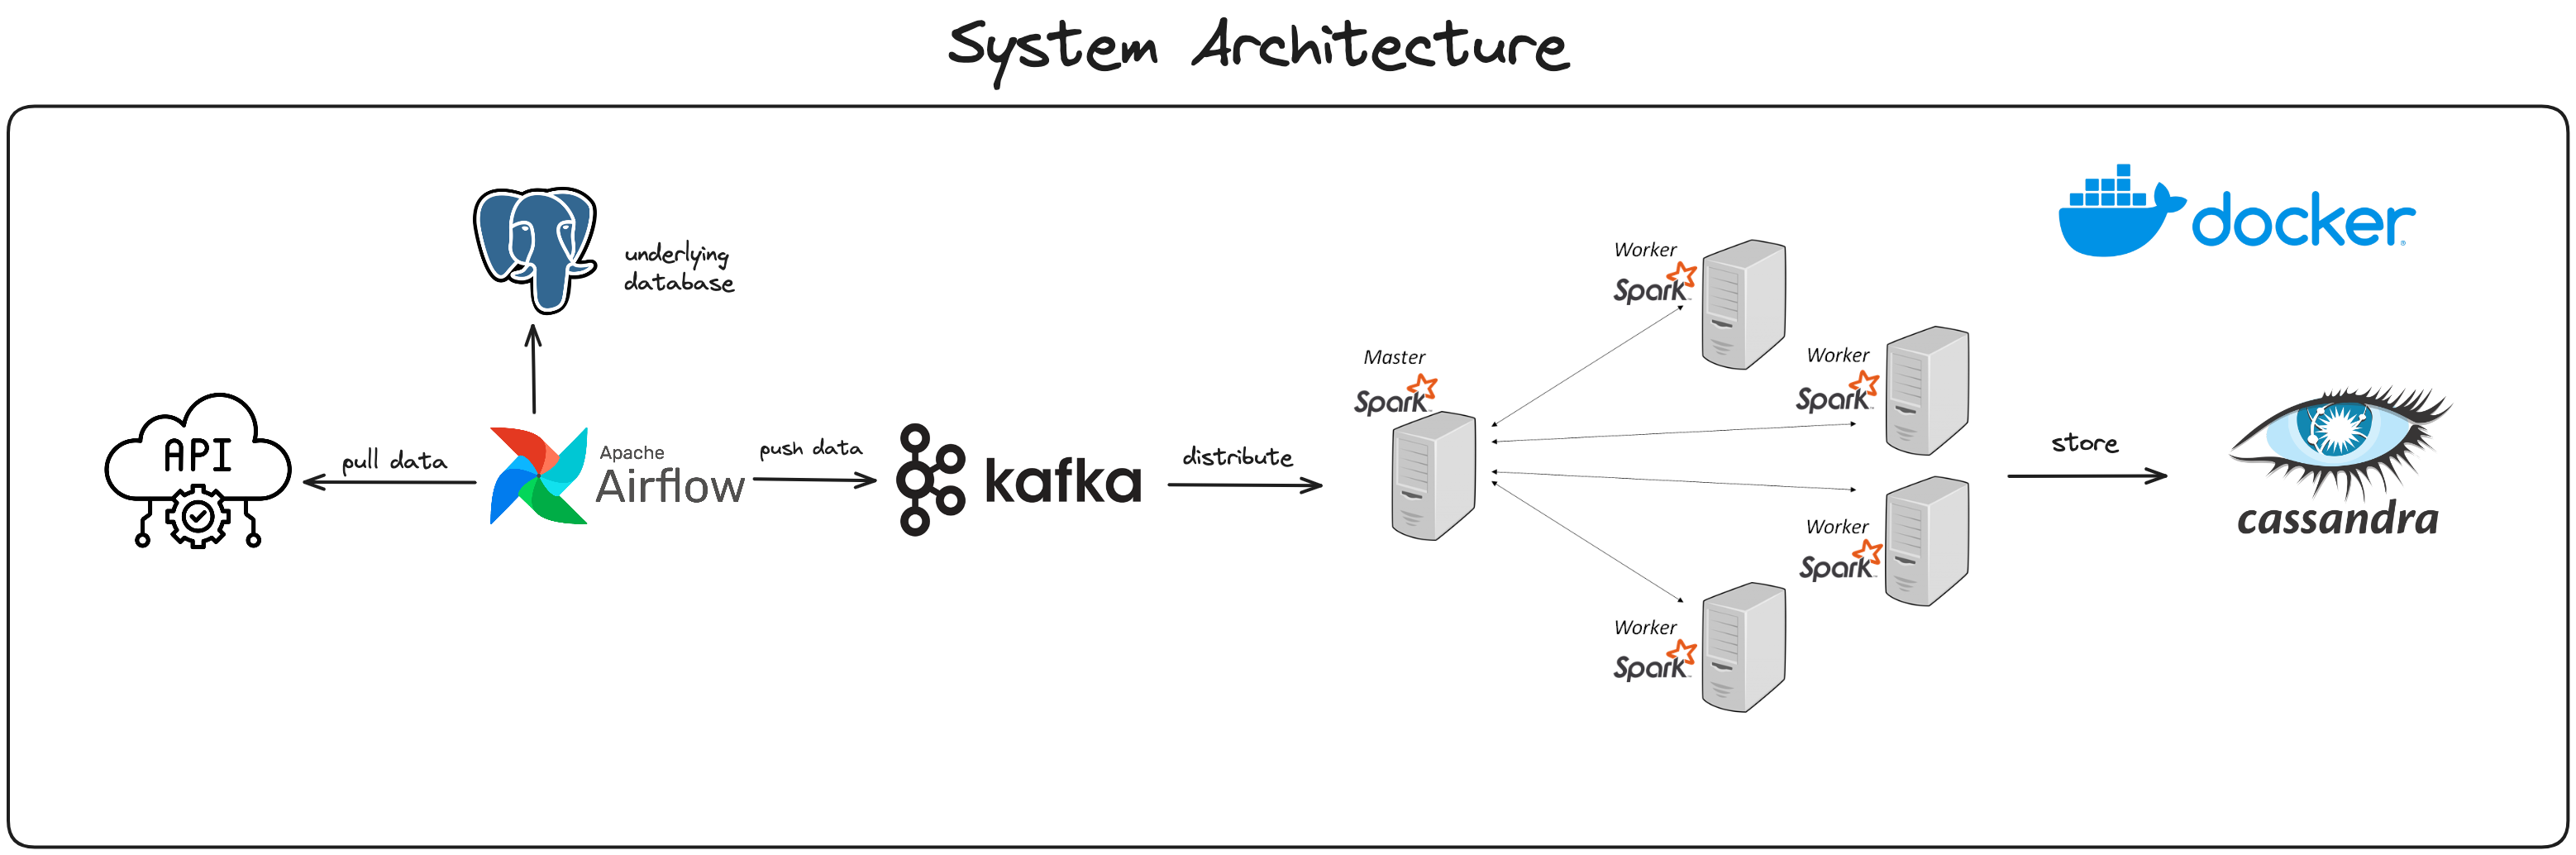 System Architecture
docker
underlying
database
Worker
Spark
Master
Spark
Worker
Spark
API
pull data
Apache
Airflow
push data
kafka
distribute
store
cassandra
Worker
Spark
Worker
Spark